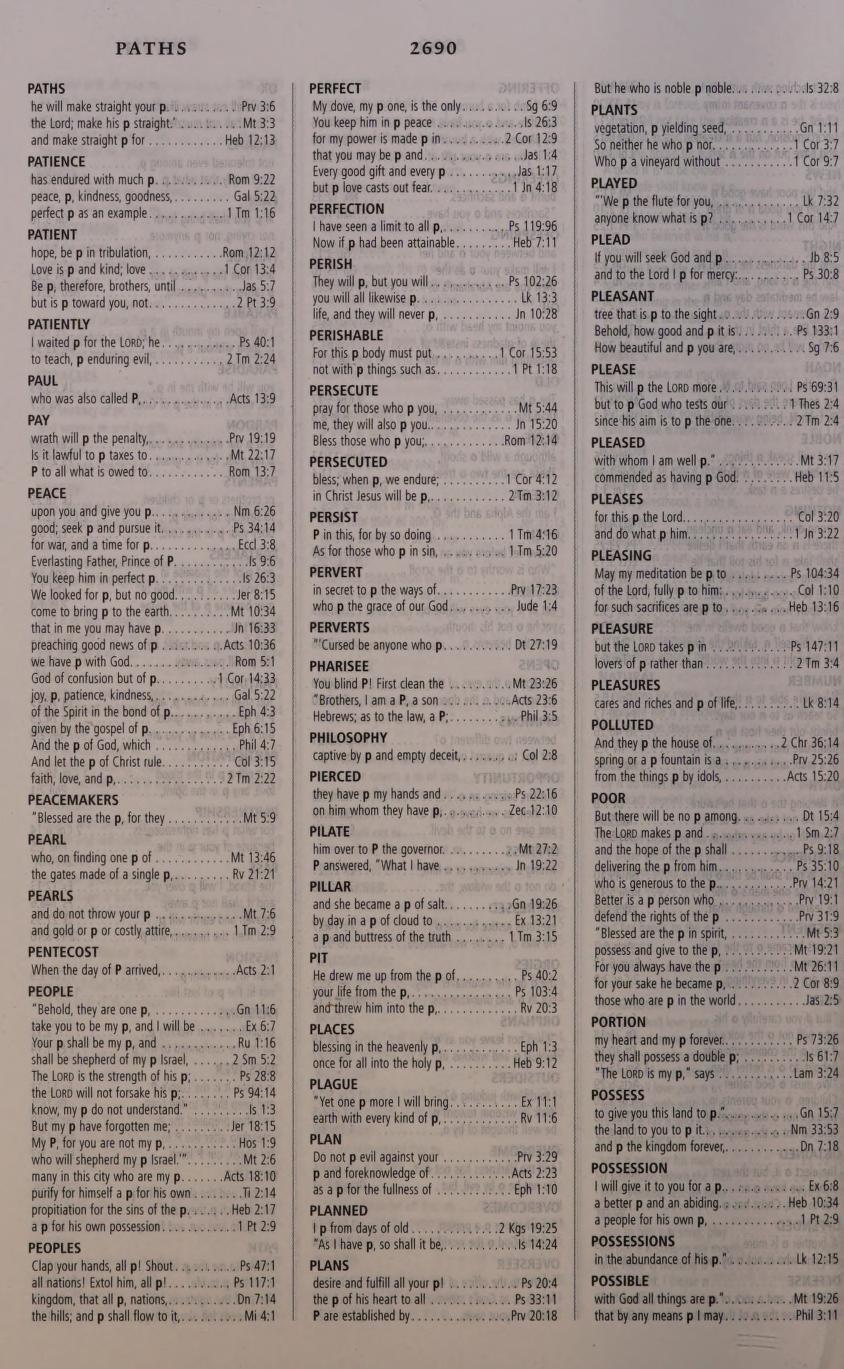 PATHS 2690
PATHS
he will make straight your p. . . . . . . . . . . . Prv 3:6
the Lord; make his p straight.' . . . . . . . . . . Mt 3:3
and make straight p for . . . . . . . . . . . . Heb 12:13
PATIENCE
has endured with much p. . . . . . . . . . . Rom 9:22
peace, p, kindness, goodness, . . . . . . . . . Gal 5:22
perfect p as an example. . . . . . . . . . . . . 1 Tm 1:16
PATIENT
hope, be p in tribulation, . . . . . . . . . . . Rom 12:12
Love is p and kind; love . . . . . . . . . . . . . 1 Cor 13:4
Be p, therefore, brothers, until . . . . . . . . . . Jas 5:7
but is p toward you, not. . . . . . . . . . . . . . 2 Pt 3:9
PATIENTLY
I waited p for the LORD; he. . . . . . . . . . . . . Ps 40:1
to teach, p enduring evil, . . . . . . . . . . . 2 Tm 2:24
PAUL
who was also called P,. . . . . . . . . . . . . . Acts 13:9
PAY
wrath will p the penalty,. . . . . . . . . . . . . Prv 19:19
Is it lawful to p taxes to. . . . . . . . . . . . . Mt 22:17
P to all what is owed to. . . . . . . . . . . . . Rom 13:7
PEACE
upon you and give you p. . . . . . . . . . . . . Nm 6:26
good; seek p and pursue it. . . . . . . . . . . . Ps 34:14
for war, and a time for p. . . . . . . . . . . . . . Eccl 3:8
Everlasting Father, Prince of P. . . . . . . . . . . . Is 9:6
You keep him in perfect p. . . . . . . . . . . . . . Is 26:3
We looked for p, but no good. . . . . . . . . . Jer 8:15
come to bring p to the earth. . . . . . . . . . Mt 10:34
that in me you may have p. . . . . . . . . . . . Jn 16:33
preaching good news of p . . . . . . . . . Acts 10:36
we have p with God. . . . . . . . . . . . . . . . . Rom 5:1
God of confusion but of p. . . . . . . . . . 1 Cor 14:33
joy, p, patience, kindness,. . . . . . . . . . . . . Gal 5:22
of the Spirit in the bond of p. . . . . . . . . . . Eph 4:3
given by the gospel of p. . . . . . . . . . . . . Eph 6:15
And the p of God, which . . . . . . . . . . . . . Phil 4:7
And let the p of Christ rule. . . . . . . . . . . . Col 3:15
faith, love, and p,. . . . . . . . . . . . . . . . . . 2 Tm 2:22
PEACEMAKERS
"Blessed are the p, for they . . . . . . . . . . . . Mt 5:9
PEARL
who, on finding one p of . . . . . . . . . . . . Mt 13:46
the gates made of a single p,. . . . . . . . . Rv 21:21
PEARLS
and do not throw your p . . . . . . . . . . . . . . Mt 7:6
and gold or p or costly attire, . . . . . . . . . 1 Tm 2:9
PENTECOST
When the day of P arrived,. . . . . . . . . . . . Acts 2:1
PEOPLE
"Behold, they are one p, . . . . . . . . . . . . . Gn 11:6
take you to be my p, and I will be . . . . . . . . Ex 6:7
Your p shall be my p, and . . . . . . . . . . . . Ru 1:16
shall be shepherd of my p Israel, . . . . . . 2 Sm 5:2
The LORD is the strength of his p; . . . . . . . Ps 28:8
the LORD will not forsake his p;. . . . . . . . Ps 94:14
know, my p do not understand." . . . . . . . . . Is 1:3
But my p have forgotten me; . . . . . . . . . Jer 18:15
My P, for you are not my p, . . . . . . . . . . . Hos 1:9
who will shepherd my p Israel.'". . . . . . . . . Mt 2:6
many in this city who are my p. . . . . . . Acts 18:10
purify for himself a p for his own . . . . . . . . Ti 2:14
propitiation for the sins of the p. . . . . . . . Heb 2:17
a p for his own possession. . . . . . . . . . . . 1 Pt 2:9
PEOPLES
Clap your hands, all p! Shout. . . . . . . . . . Ps 47:1
all nations! Extol him, all p!. . . . . . . . . . . Ps 117:1
kingdom, that all p, nations,. . . . . . . . . . . Dn 7:14
the hills; and p shall flow to it,. . . . . . . . . . . Mi 4:1
PERFECT
My dove, my p one, is the only. . . . . . . . . . Sg 6:9
You keep him in p peace . . . . . . . . . . . . . . Is 26:3
for my power is made p in . . . . . . . . . 2 Cor 12:9
that you may be p and. . . . . . . . . . . . . . . . Jas 1:4
Every good gift and every p . . . . . . . . . . Jas 1:17
but p love casts out fear. . . . . . . . . . . . . 1 Jn 4:18
PERFECTION
I have seen a limit to all p,. . . . . . . . . . . Ps 119:96
Now if p had been attainable. . . . . . . . . Heb 7:11
PERISH
They will p, but you will . . . . . . . . . . . . Ps 102:26
you will all likewise p. . . . . . . . . . . . . . . . Lk 13:3
life, and they will never p, . . . . . . . . . . . Jn 10:28
PERISHABLE
For this p body must put . . . . . . . . . . . 1 Cor 15:53
not with p things such as. . . . . . . . . . . . 1 Pt 1:18
PERSECUTE
pray for those who p you, . . . . . . . . . . . . Mt 5:44
me, they will also p you.. . . . . . . . . . . . . Jn 15:20
Bless those who p you;. . . . . . . . . . . . Rom 12:14
PERSECUTED
bless; when p, we endure; . . . . . . . . . . 1 Cor 4:12
in Christ Jesus will be p,. . . . . . . . . . . . 2 Tm 3:12
PERSIST
P in this, for by so doing . . . . . . . . . . . 1 Tm 4:16
As for those who p in sin, . . . . . . . . . . . 1 Tm 5:20
PERVERT
in secret to p the ways of. . . . . . . . . . . . Prv 17:23
who p the grace of our God. . . . . . . . . . Jude 1:4
PERVERTS
"'Cursed be anyone who p. . . . . . . . . . . . Dt 27:19
PHARISEE
You blind P! First clean the . . . . . . . . . . Mt 23:26
"Brothers, I am a P, a son . . . . . . . . . . . Acts 23:6
Hebrews; as to the law, a P;. . . . . . . . . . . Phil 3:5
PHILOSOPHY
captive by p and empty deceit, . . . . . . . . . Col 2:8
PIERCED
they have p my hands and . . . . . . . . . . . Ps 22:16
on him whom they have p;. . . . . . . . . . Zec 12:10
PILATE
him over to P the governor. . . . . . . . . . . . Mt 27:2
P answered, "What I have . . . . . . . . . . . . Jn 19:22
PILLAR
and she became a p of salt.. . . . . . . . . . . Gn 19:26
by day in a p of cloud to . . . . . . . . . . . . . Ex 13:21
a p and buttress of the truth . . . . . . . . . 1 Tm 3:15
PIT
He drew me up from the p of. . . . . . . . . . . Ps 40:2
your life from the p, . . . . . . . . . . . . . . . . Ps 103:4
and threw him into the p,. . . . . . . . . . . . . Rv 20:3
PLACES
blessing in the heavenly p, . . . . . . . . . . . Eph 1:3
once for all into the holy p, . . . . . . . . . . Heb 9:12
PLAGUE
"Yet one p more I will bring. . . . . . . . . . . . Ex 11:1
earth with every kind of p, . . . . . . . . . . . . Rv 11:6
PLAN
Do not p evil against your . . . . . . . . . . . . Prv 3:29
p and foreknowledge of . . . . . . . . . . . . . Acts 2:23
as a p for the fullness of . . . . . . . . . . . . . Eph 1:10
PLANNED
I p from days of old . . . . . . . . . . . . . . 2 Kgs 19:25
"As I have p, so shall it be,. . . . . . . . . . . . Is 14:24
PLANS
desire and fulfill all your p! . . . . . . . . . . . Ps 20:4
the p of his heart to all . . . . . . . . . . . . . . Ps 33:11
P are established by. . . . . . . . . . . . . . . . Prv 20:18
But he who is noble p noble. . . . . . . . . . . Is 32:8
PLANTS
vegetation, p yielding seed, . . . . . . . . . . . Gn 1:11
So neither he who p nor. . . . . . . . . . . . . 1 Cor 3:7
Who p a vineyard without . . . . . . . . . . . 1 Cor 9:7
PLAYED
"'We p the flute for you, . . . . . . . . . . . . . . Lk 7:32
anyone know what is p? . . . . . . . . . . . . 1 Cor 14:7
PLEAD
If you will seek God and p . . . . . . . . . . . . . Jb 8:5
and to the Lord I p for mercy:. . . . . . . . . . Ps 30:8
PLEASANT
tree that is p to the sight. . . . . . . . . . . . . . Gn 2:9
Behold, how good and p it is . . . . . . . . . Ps 133:1
How beautiful and p you are, . . . . . . . . . . Sg 7:6
PLEASE
This will p the LORD more . . . . . . . . . . . Ps 69:31
but to p God who tests our . . . . . . . . . 1 Thes 2:4
since his aim is to p the one. . . . . . . . . . 2 Tm 2:4
PLEASED
with whom I am well p." . . . . . . . . . . . . . Mt 3:17
commended as having p God. . . . . . . . . Heb 11:5
PLEASES
for this p the Lord. . . . . . . . . . . . . . . . . . Col 3:20
and do what p him. . . . . . . . . . . . . . . . . 1 Jn 3:22
PLEASING
May my meditation be p to . . . . . . . . . Ps 104:34
of the Lord, fully p to him: . . . . . . . . . . . . Col 1:10
for such sacrifices are p to . . . . . . . . . . Heb 13:16
PLEASURE
but the LORD takes p in . . . . . . . . . . . . Ps 147:11
lovers of p rather than . . . . . . . . . . . . . . 2 Tm 3:4
PLEASURES
cares and riches and p of life,. . . . . . . . . . Lk 8:14
POLLUTED
And they p the house of. . . . . . . . . . . 2 Chr 36:14
spring or a p fountain is a . . . . . . . . . . . Prv 25:26
from the things p by idols, . . . . . . . . . . Acts 15:20
POOR
But there will be no p among. . . . . . . . . . . Dt 15:4
The LORD makes p and . . . . . . . . . . . . . . 1 Sm 2:7
and the hope of the p shall . . . . . . . . . . . . Ps 9:18
delivering the p from him. . . . . . . . . . . . . Ps 35:10
who is generous to the p.. . . . . . . . . . . . Prv 14:21
Better is a p person who . . . . . . . . . . . . . Prv 19:1
defend the rights of the p . . . . . . . . . . . . Prv 31:9
"Blessed are the p in spirit, . . . . . . . . . . . . Mt 5:3
possess and give to the p, . . . . . . . . . . . Mt 19:21
For you always have the p . . . . . . . . . . . Mt 26:11
for your sake he became p, . . . . . . . . . . 2 Cor 8:9
those who are p in the world . . . . . . . . . . Jas 2:5
PORTION
my heart and my p forever.. . . . . . . . . . . Ps 73:26
they shall possess a double p; . . . . . . . . . . Is 61:7
"The LORD is my p," says . . . . . . . . . . . . Lam 3:24
POSSESS
to give you this land to p.". . . . . . . . . . . . . Gn 15:7
the land to you to p it.. . . . . . . . . . . . . . Nm 33:53
and p the kingdom forever,. . . . . . . . . . . . Dn 7:18
POSSESSION
I will give it to you for a p.. . . . . . . . . . . . . Ex 6:8
a better p and an abiding. . . . . . . . . . . Heb 10:34
a people for his own p, . . . . . . . . . . . . . . 1 Pt 2:9
POSSESSIONS
in the abundance of his p." . . . . . . . . . . . Lk 12:15
POSSIBLE
with God all things are p.". . . . . . . . . . . . Mt 19:26
that by any means p I may. . . . . . . . . . . Phil 3:11